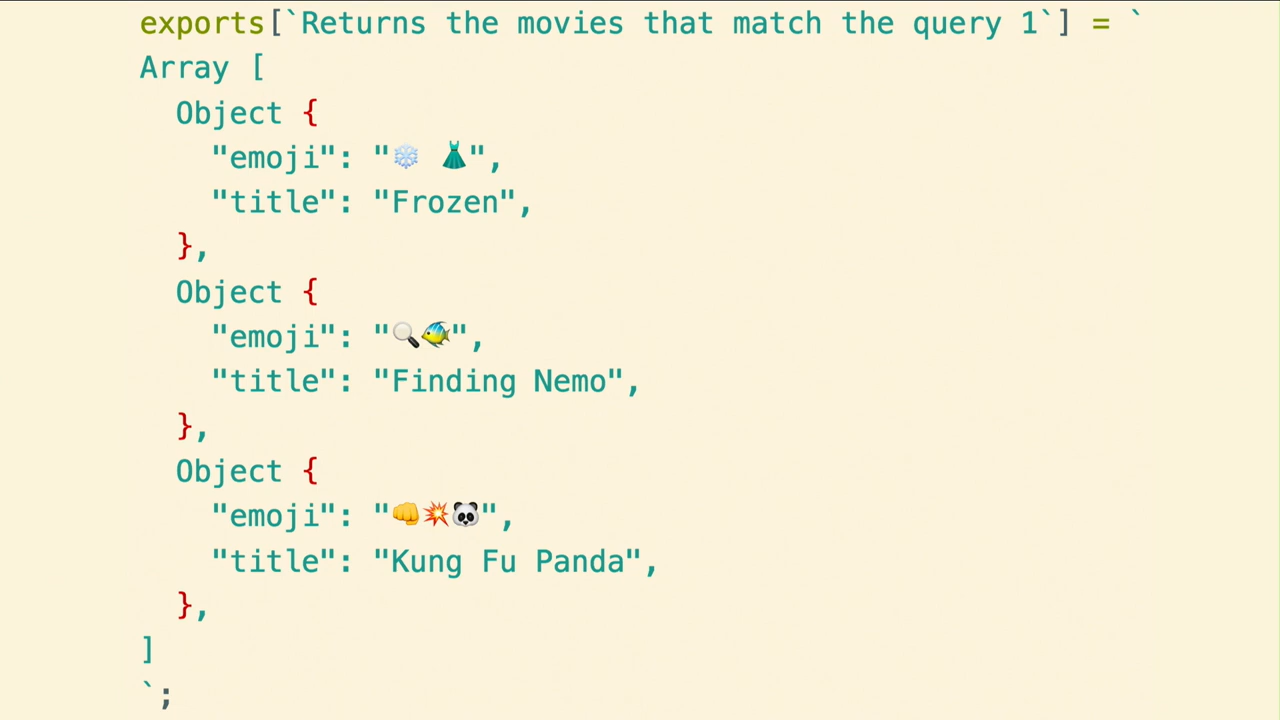 exports[`Returns the movies that match the query 1`] = `
Array [
  Object {
    "emoji": "❄️ 👗",
    "title": "Frozen",
  },
  Object {
    "emoji": "🔍🐠",
    "title": "Finding Nemo",
  },
  Object {
    "emoji": "👊💥🐼",
    "title": "Kung Fu Panda",
  },
]
`;